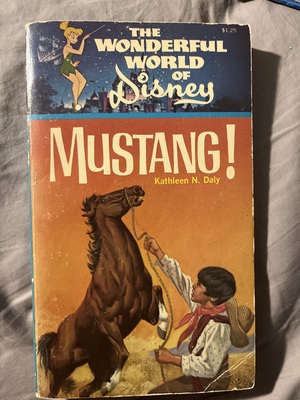 THE
$1.25
WONDERFUL
WORLD
OF
Disney
MUSTANG!
Kathleen N. Daly